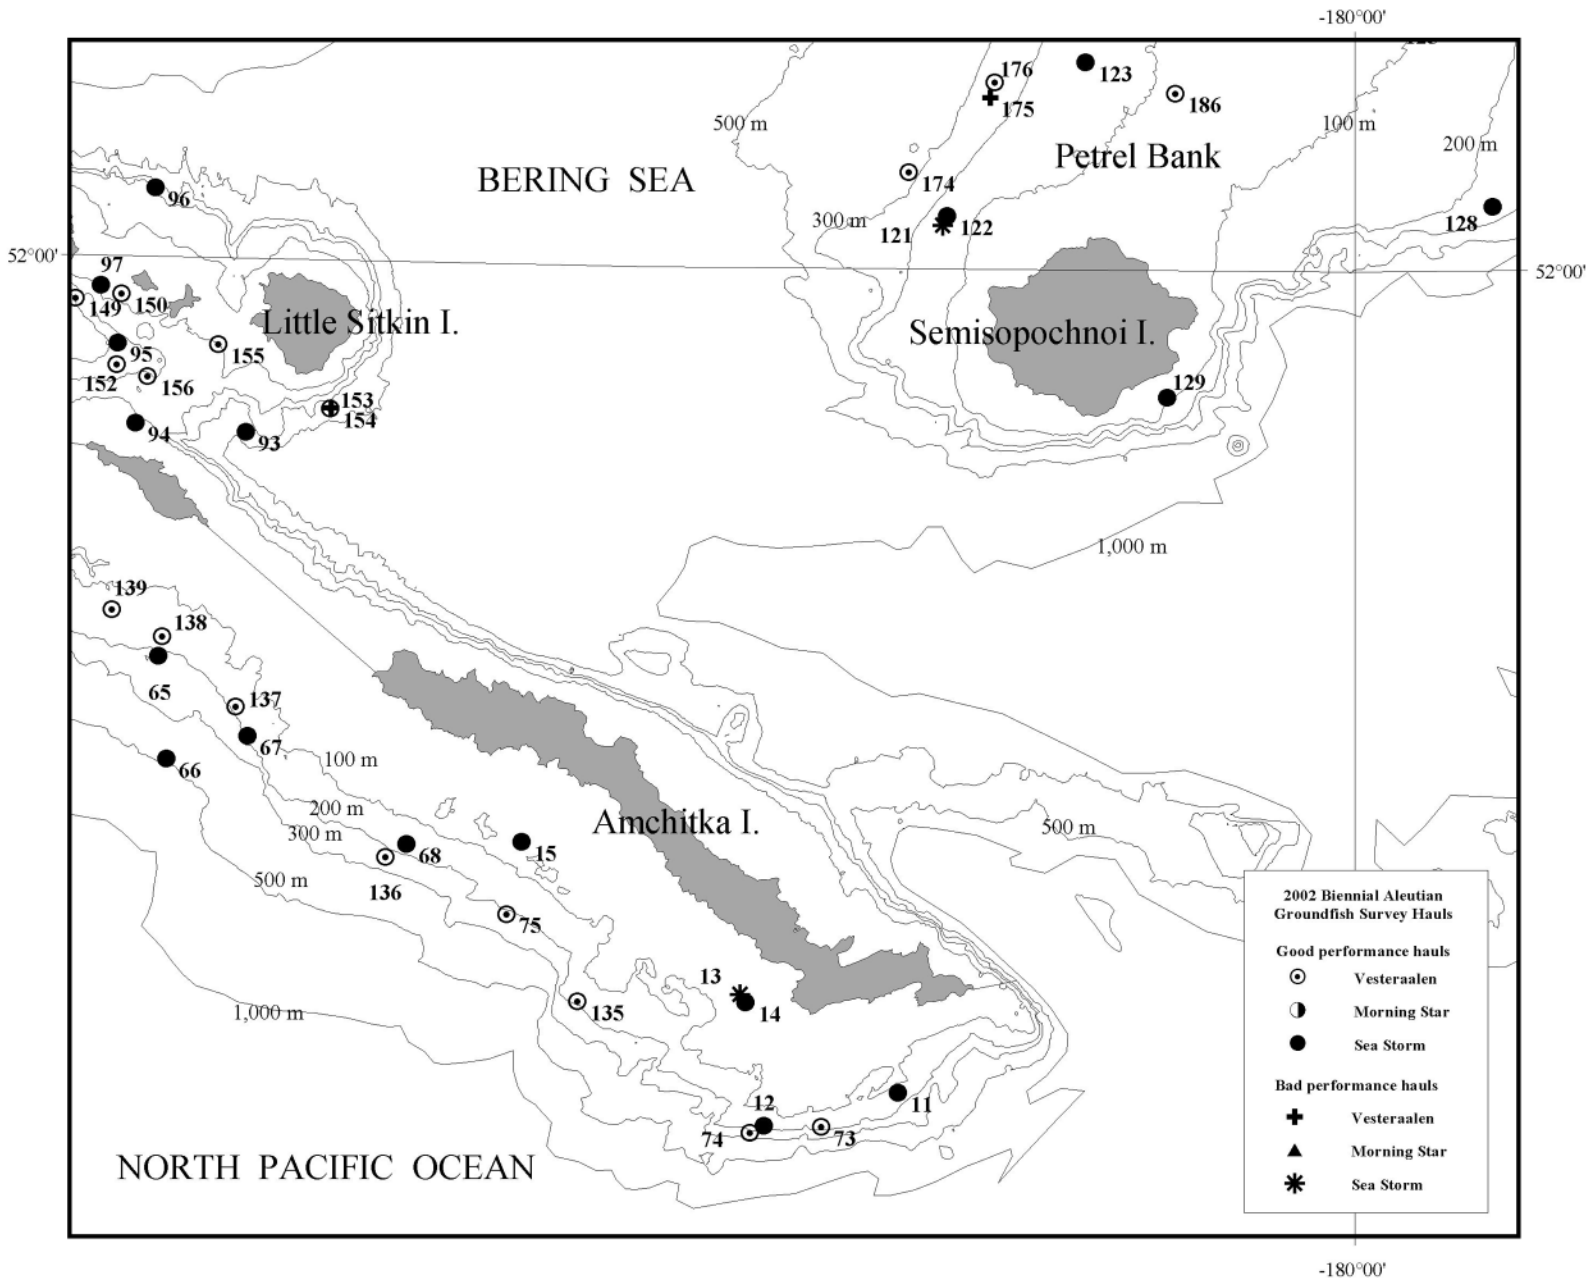 -180°00'
176
123
175
186
500 m
100 m
200 m
Petrel Bank
BERING SEA
174
96
300 m
121
122
128
52°00'
52°00'
97
149
150
Little Sitkin I.
Semisopochnoi I.
95
155
152
156
129
153
154
94
93
1,000 m
139
138
65
137
67
66
100 m
200 m
300 m
Amchitka I.
500 m
68
15
136
500 m
75
13
14
135
1,000 m
12
11
74
73
NORTH PACIFIC OCEAN
2002 Biennial Aleutian
Groundfish Survey Hauls
Good performance hauls
Vesteraalen
Morning Star
Sea Storm
Bad performance hauls
Vesteraalen
Morning Star
Sea Storm
-180°00'